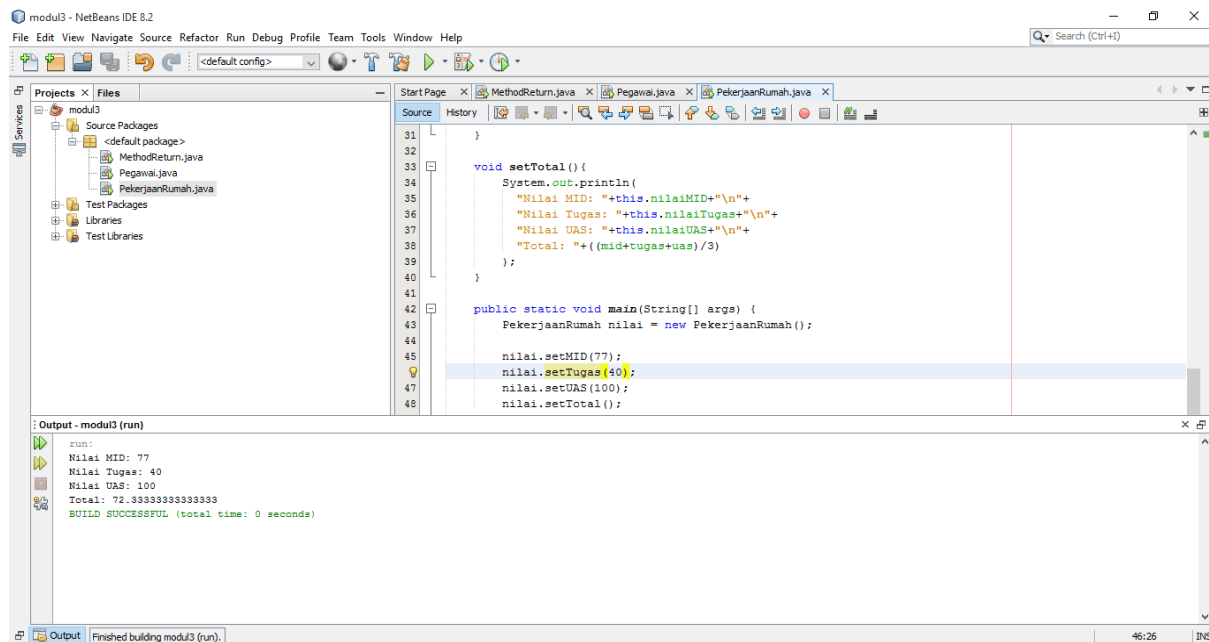 modul3 - NetBeans IDE 8.2
File Edit View Navigate Source Refactor Run Debug Profile Team Tools Window Help
Search (Ctrl+I)
<default config>
Projects Files
Services
modul3
Source Packages
<default package>
MethodReturn.java
Pegawai.java
PekerjaanRumah.java
Test Packages
Libraries
Test Libraries
Start Page MethodReturn.java Pegawai.java PekerjaanRumah.java
Source History
31 }
32
33 void setTotal(){
34 System.out.println(
35 "Nilai MID: "+this.nilaiMID+"\n"+
36 "Nilai Tugas: "+this.nilaiTugas+"\n"+
37 "Nilai UAS: "+this.nilaiUAS+"\n"+
38 "Total: "+((mid+tugas+uas)/3)
39 );
40 }
41
42 public static void main(String[] args) {
43 PekerjaanRumah nilai = new PekerjaanRumah();
44
45 nilai.setMID(77);
nilai.setTugas(40);
47 nilai.setUAS(100);
48 nilai.setTotal();
Output - modul3 (run)
run:
Nilai MID: 77
Nilai Tugas: 40
Nilai UAS: 100
Total: 72.33333333333333
BUILD SUCCESSFUL (total time: 0 seconds)
Output Finished building modul3 (run).
46:26 INS